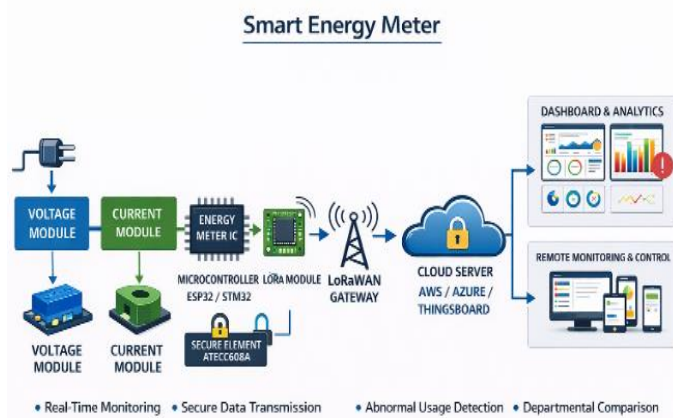 Smart Energy Meter
VOLTAGE
MODULE
CURRENT
MODULE
ENERGY
METER IC
VOLTAGE
MODULE
CURRENT
MODULE
MICROCONTROLLER
ESP32 / STM32
LORA MODULE
SECURE ELEMENT
ATECC608A
LoRaWAN
GATEWAY
CLOUD SERVER
AWS / AZURE /
THINGSBOARD
DASHBOARD & ANALYTICS
!
REMOTE MONITORING & CONTROL
• Real-Time Monitoring • Secure Data Transmission • Abnormal Usage Detection • Departmental Comparison